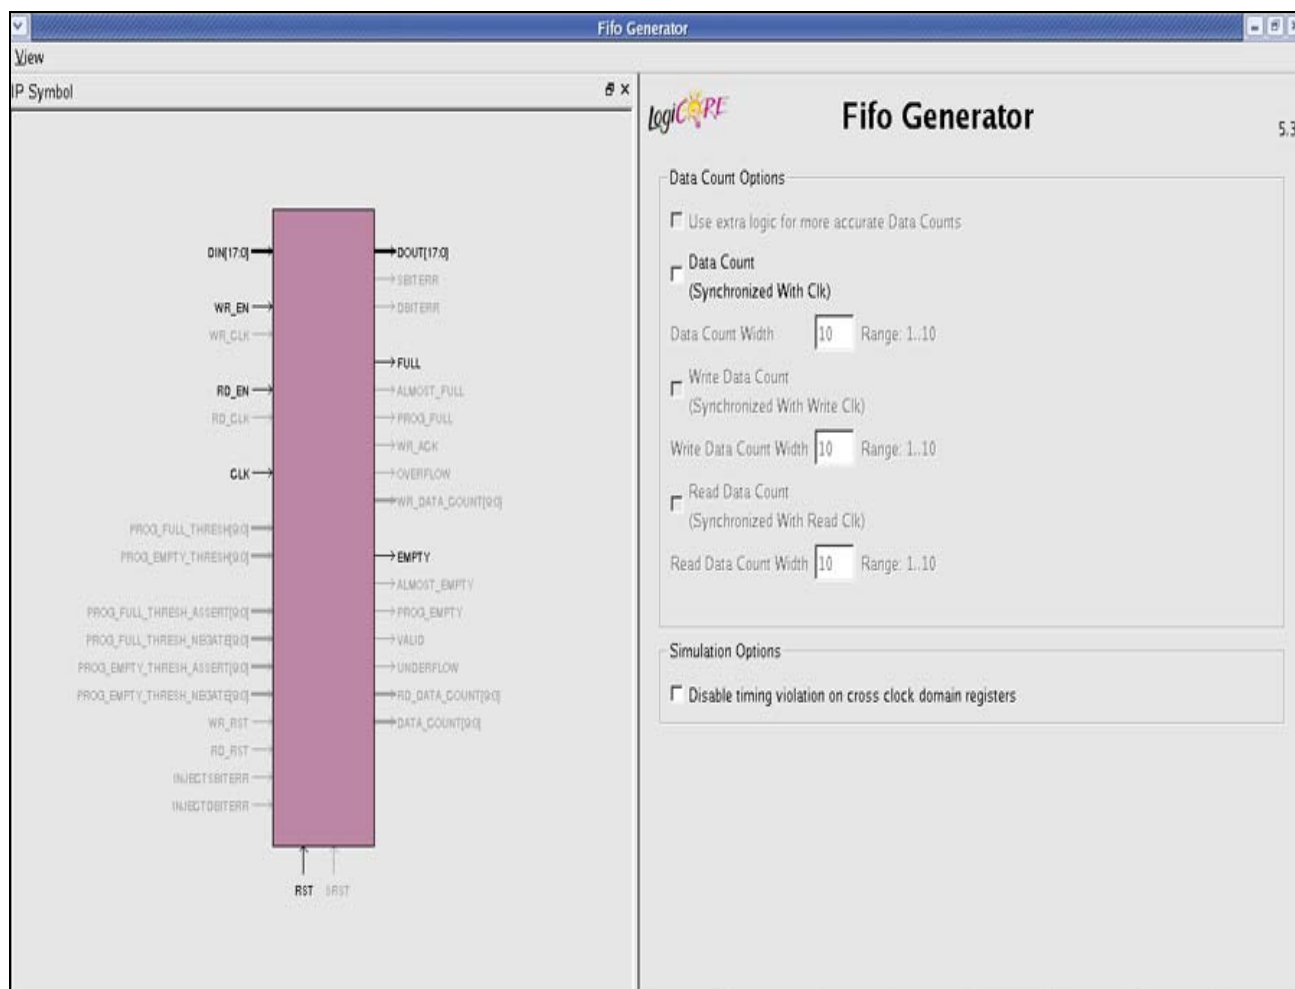 Fifo Generator
View
IP Symbol
LogiCORE
Fifo Generator
5.3
DIN[17:0]
WR_EN
WR_CLK
RD_EN
RD_CLK
CLK
PROG_FULL_THRESH[9:0]
PROG_EMPTY_THRESH[9:0]
PROG_FULL_THRESH_ASSERT[9:0]
PROG_FULL_THRESH_NEGATE[9:0]
PROG_EMPTY_THRESH_ASSERT[9:0]
PROG_EMPTY_THRESH_NEGATE[9:0]
WR_RST
RD_RST
INJECTSBITERR
INJECTDBITERR
DOUT[17:0]
SBITERR
DBITERR
FULL
ALMOST_FULL
PROG_FULL
WR_ACK
OVERFLOW
WR_DATA_COUNT[9:0]
EMPTY
ALMOST_EMPTY
PROG_EMPTY
VALID
UNDERFLOW
RD_DATA_COUNT[9:0]
DATA_COUNT[9:0]
RST SRST
Data Count Options
Use extra logic for more accurate Data Counts
Data Count
(Synchronized With Clk)
Data Count Width 10 Range: 1..10
Write Data Count
(Synchronized With Write Clk)
Write Data Count Width 10 Range: 1..10
Read Data Count
(Synchronized With Read Clk)
Read Data Count Width 10 Range: 1..10
Simulation Options
Disable timing violation on cross clock domain registers